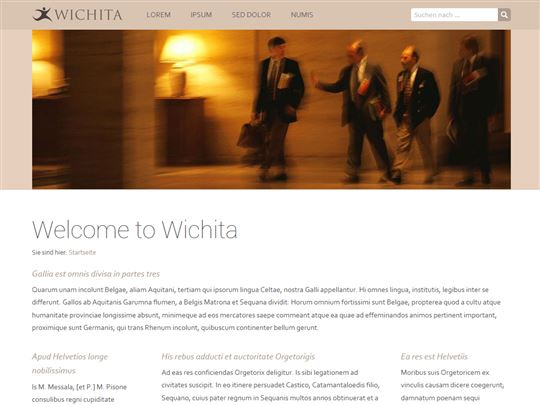 WICHITA LOREM IPSUM SED DOLOR NUMIS Suchen nach ...
Welcome to Wichita
Sie sind hier: Startseite
Gallia est omnis divisa in partes tres
Quarum unam incolunt Belgae, aliam Aquitani, tertiam qui ipsorum lingua Celtae, nostra Galli appellantur. Hi omnes lingua, institutis, legibus inter se
differunt. Gallos ab Aquitanis Garumna flumen, a Belgis Matrona et Sequana dividit. Horum omnium fortissimi sunt Belgae, propterea quod a cultu atque
humanitate provinciae longissime absunt, minimeque ad eos mercatores saepe commeant atque ea quae ad effeminandos animos pertinent important,
proximique sunt Germanis, qui trans Rhenum incolunt, quibuscum continenter bellum gerunt.
Apud Helvetios longe
nobilissimus
Is M. Messala, [et P.] M. Pisone
consulibus regni cupiditate
His rebus adducti et auctoritate Orgetorigis
Ad eas res conficiendas Orgetorix deligitur. Is sibi legationem ad
civitates suscipit. In eo itinere persuadet Castico, Catamantaloedis filio,
Sequano, cuius pater regnum in Sequanis multos annos obtinuerat et a
Ea res est Helvetiis
Moribus suis Orgetoricem ex
vinculis causam dicere coegerunt;
damnatum poenam sequi